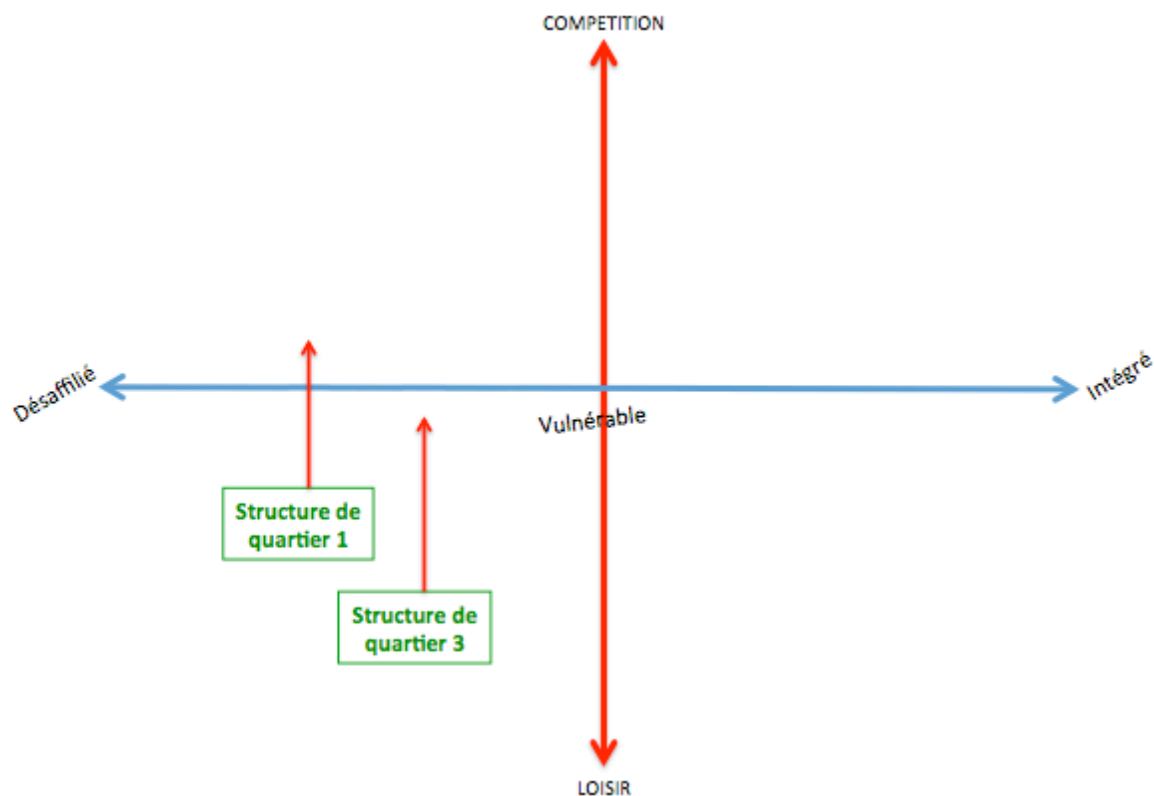 COMPETITION
Désaffilié
Vulnérable
Intégré
Structure de
quartier 1
Structure de
quartier 3
LOISIR